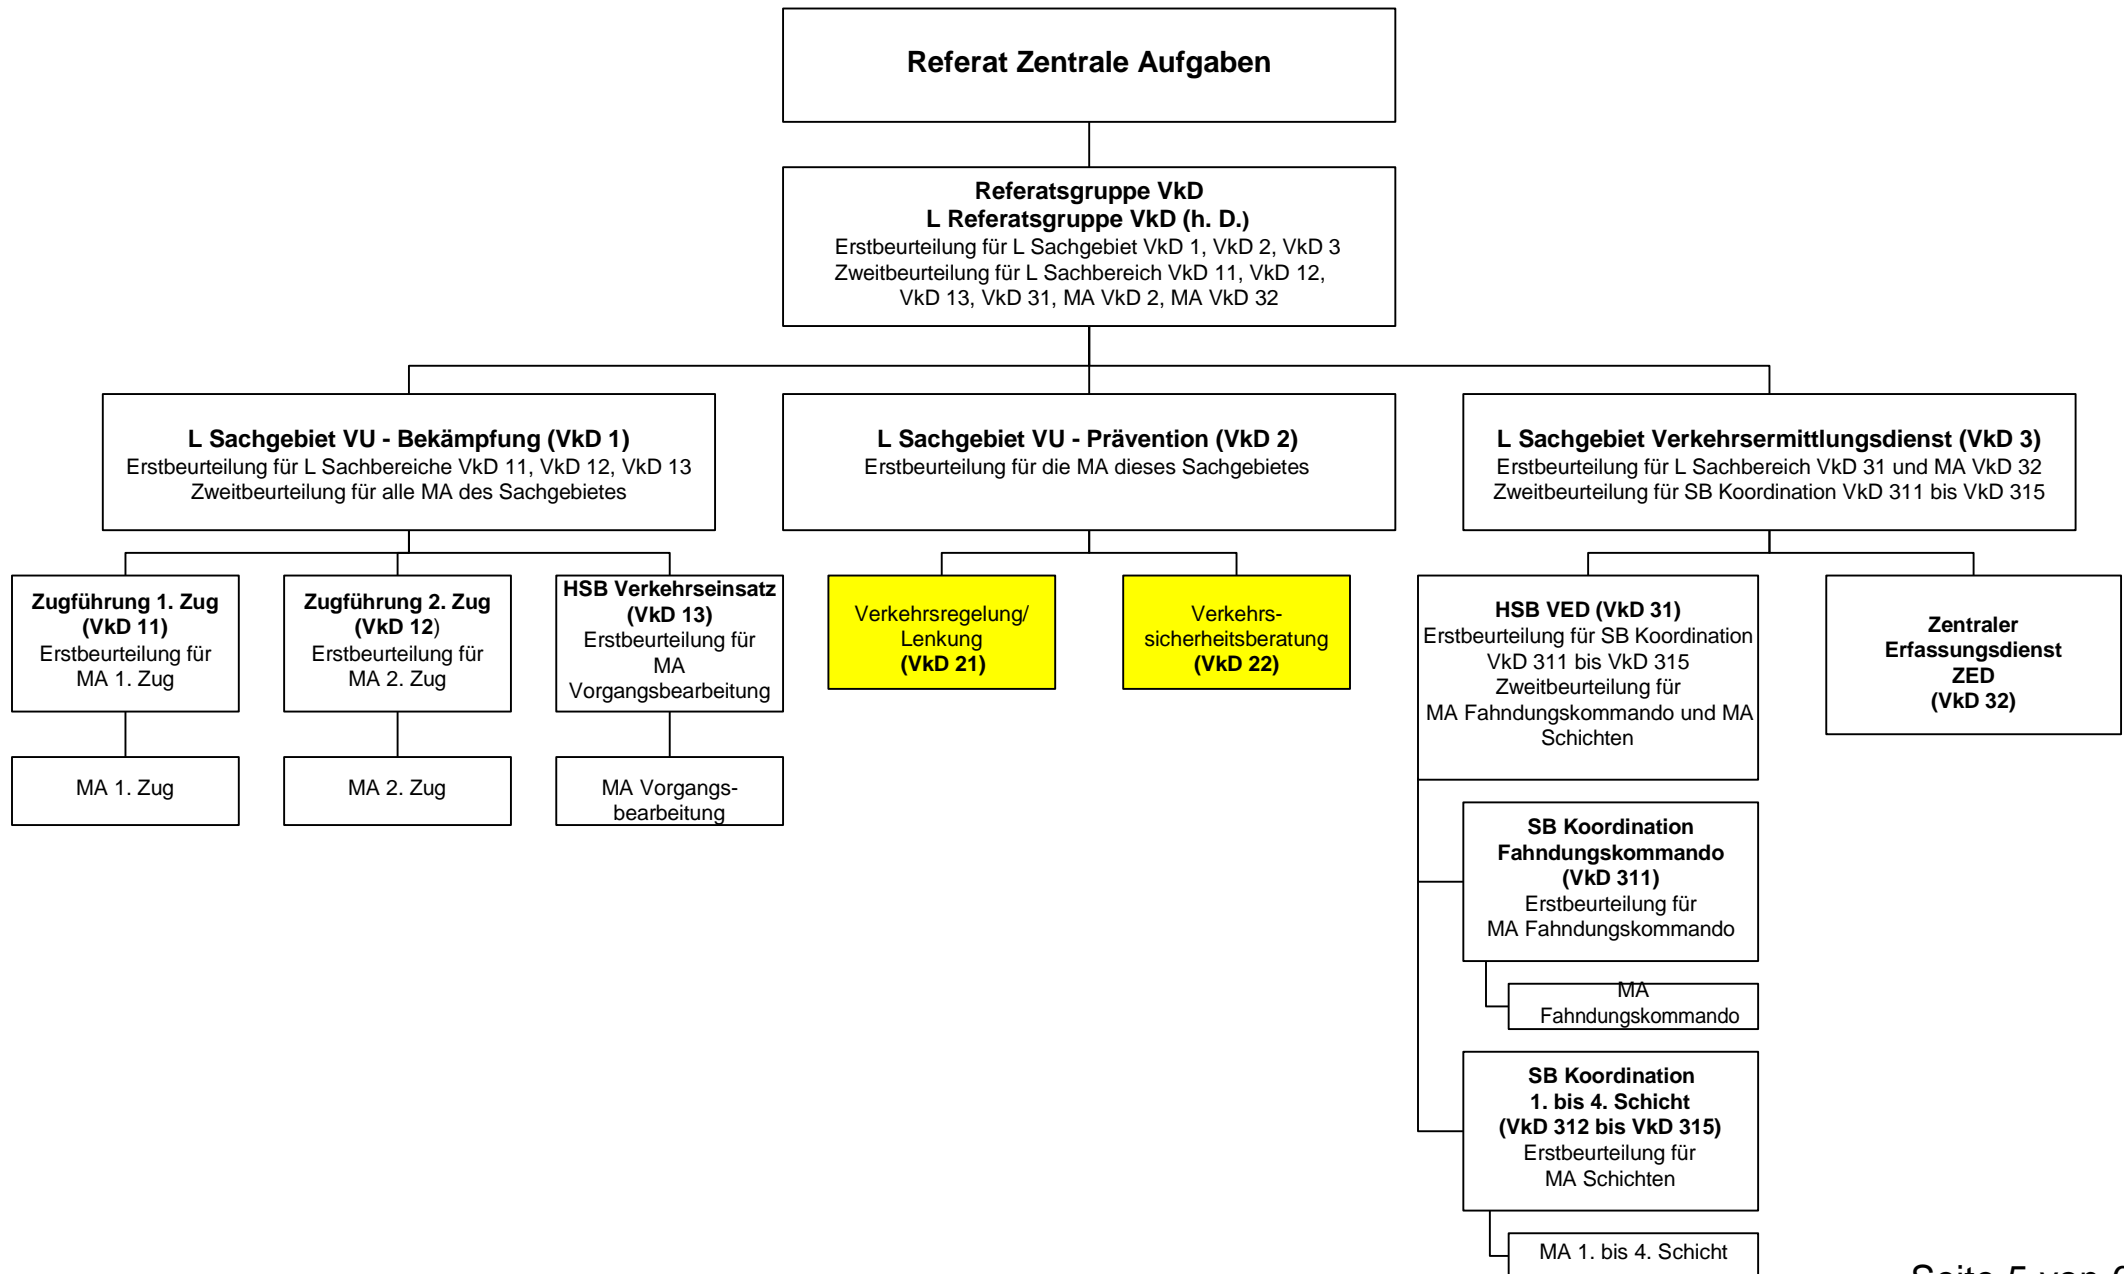 Referat Zentrale Aufgaben
Referatsgruppe VkD
L Referatsgruppe VkD (h. D.)
Erstbeurteilung für L Sachgebiet VkD 1, VkD 2, VkD 3
Zweitbeurteilung für L Sachbereich VkD 11, VkD 12,
VkD 13, VkD 31, MA VkD 2, MA VkD 32
L Sachgebiet VU - Bekämpfung (VkD 1)
Erstbeurteilung für L Sachbereiche VkD 11, VkD 12, VkD 13
Zweitbeurteilung für alle MA des Sachgebietes
L Sachgebiet VU - Prävention (VkD 2)
Erstbeurteilung für die MA dieses Sachgebietes
L Sachgebiet Verkehrsermittlungsdienst (VkD 3)
Erstbeurteilung für L Sachbereich VkD 31 und MA VkD 32
Zweitbeurteilung für SB Koordination VkD 311 bis VkD 315
Zugführung 1. Zug
(VkD 11)
Erstbeurteilung für
MA 1. Zug
Zugführung 2. Zug
(VkD 12)
Erstbeurteilung für
MA 2. Zug
HSB Verkehrseinsatz
(VkD 13)
Erstbeurteilung für
MA
Vorgangsbearbeitung
Verkehrsregelung/
Lenkung
(VkD 21)
Verkehrs-
sicherheitsberatung
(VkD 22)
HSB VED (VkD 31)
Erstbeurteilung für SB Koordination
VkD 311 bis VkD 315
Zweitbeurteilung für
MA Fahndungskommando und MA
Schichten
Zentraler
Erfassungsdienst
ZED
(VkD 32)
MA 1. Zug
MA 2. Zug
MA Vorgangs-
bearbeitung
SB Koordination
Fahndungskommando
(VkD 311)
Erstbeurteilung für
MA Fahndungskommando
MA
Fahndungskommando
SB Koordination
1. bis 4. Schicht
(VkD 312 bis VkD 315)
Erstbeurteilung für
MA Schichten
MA 1. bis 4. Schicht
Seite 5 von